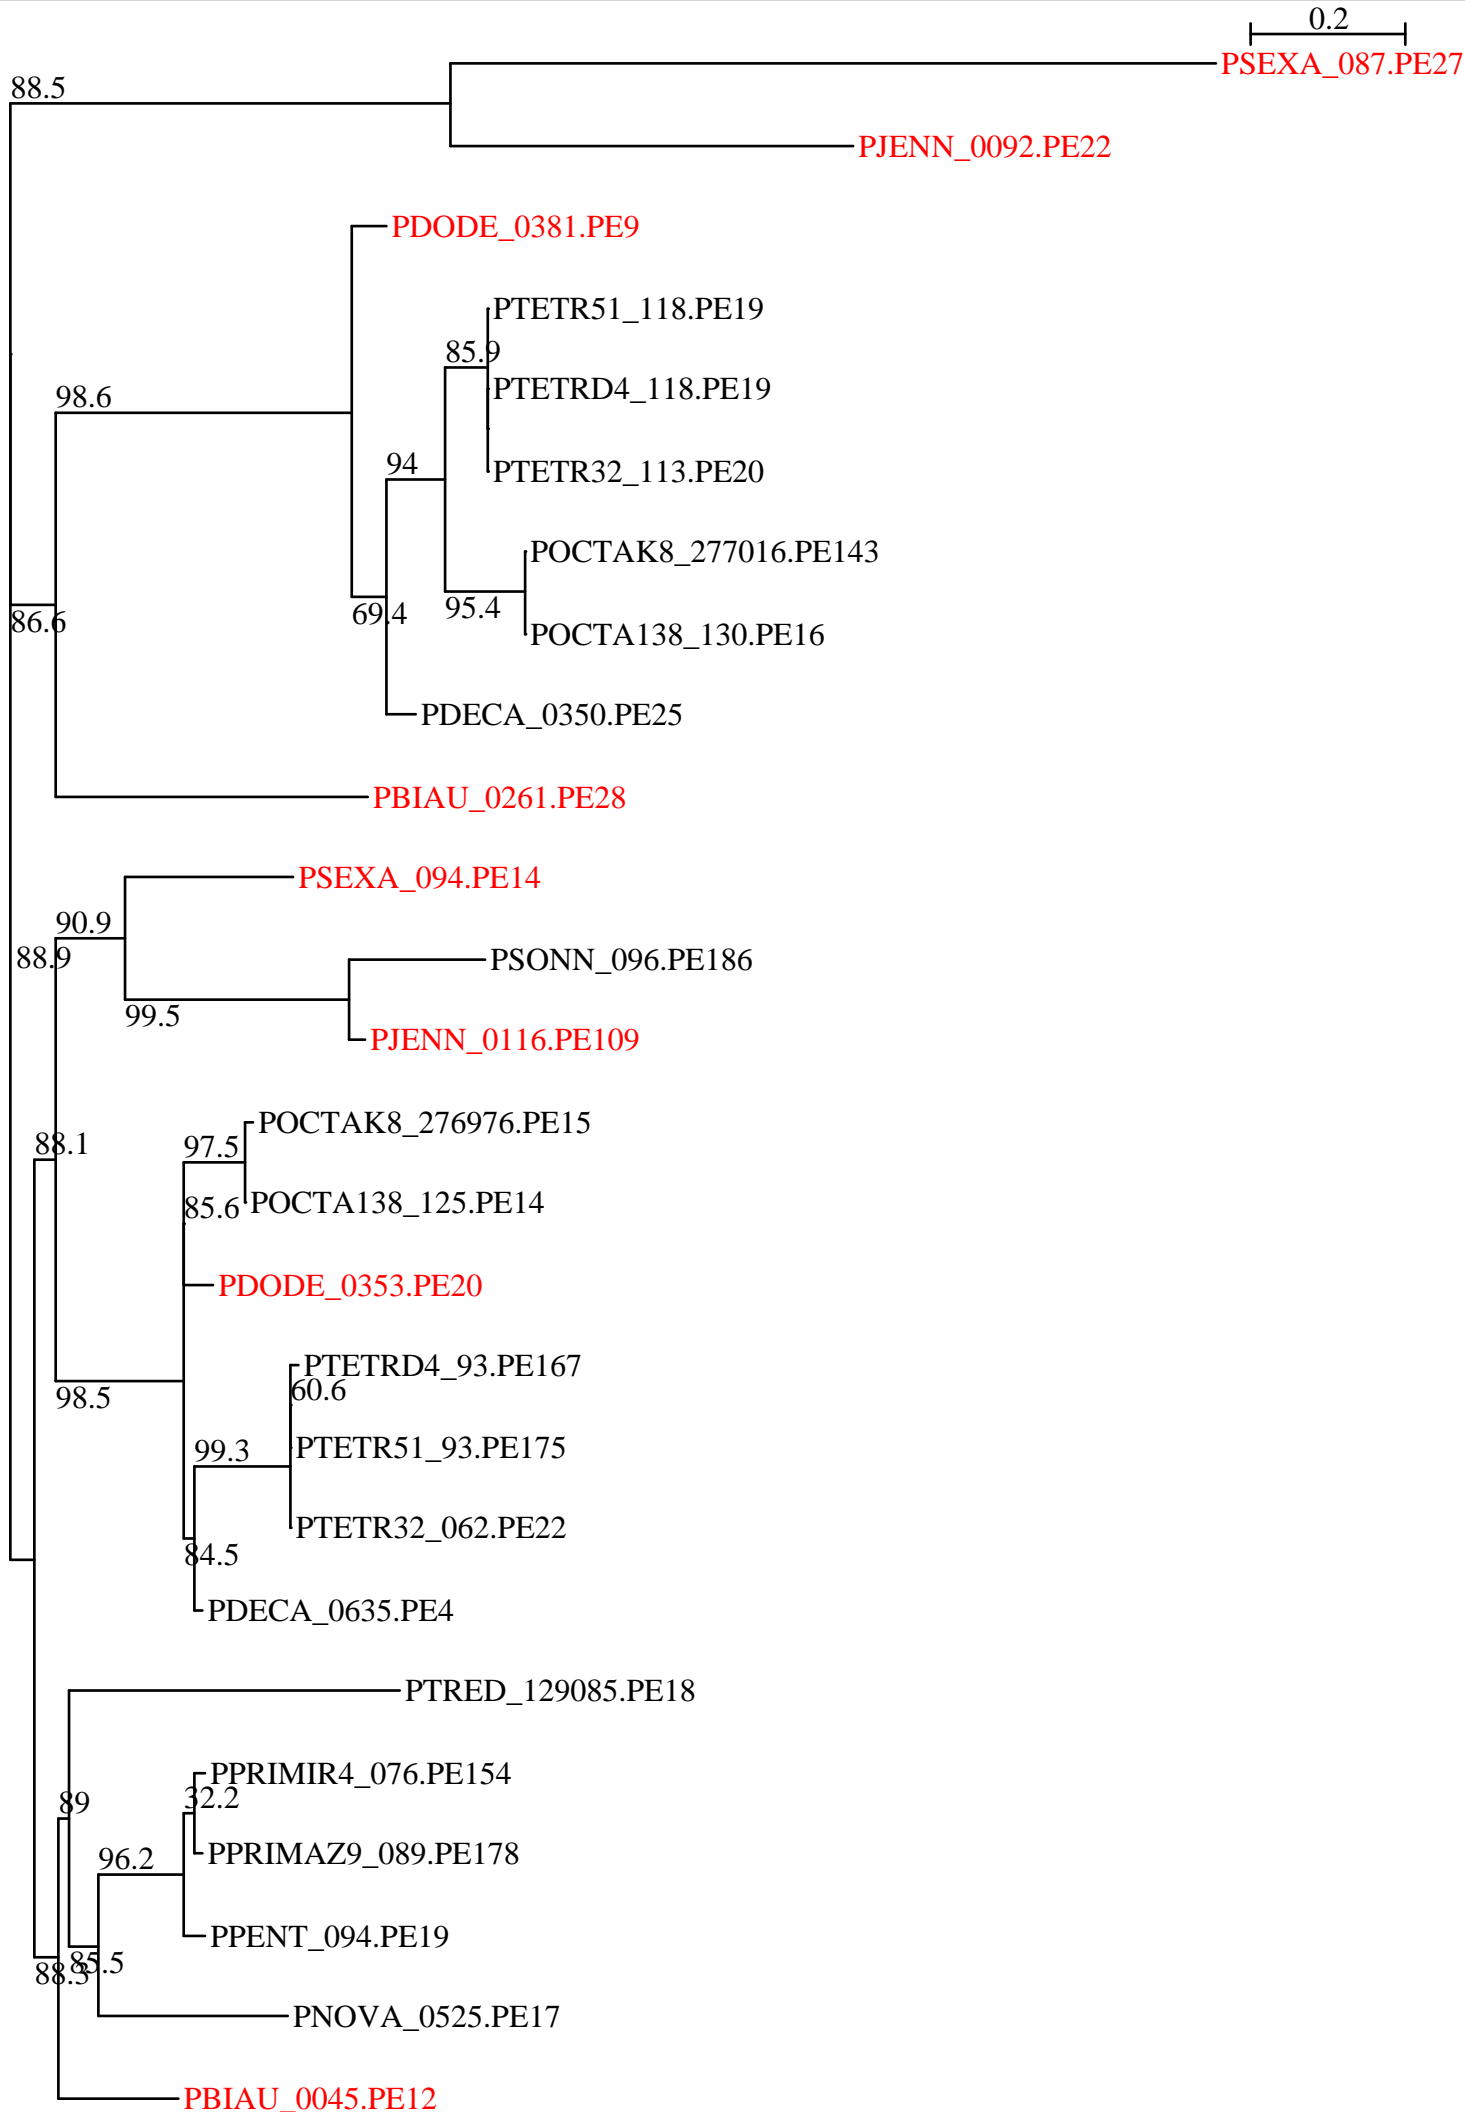 0.2
PSEXA_087.PE27
88.5
PJENN_0092.PE22
PDODE_0381.PE9
PTETR51_118.PE19
85.9
PTETRD4_118.PE19
98.6
94
PTETR32_113.PE20
POCTAK8_277016.PE143
95.4
69.4
86.6
POCTA138_130.PE16
PDECA_0350.PE25
PBIAU_0261.PE28
PSEXA_094.PE14
90.9
88.9
PSONN_096.PE186
99.5
PJENN_0116.PE109
POCTAK8_276976.PE15
88.1
97.5
85.6
POCTA138_125.PE14
PDODE_0353.PE20
PTETRD4_93.PE167
60.6
98.5
99.3
PTETR51_93.PE175
PTETR32_062.PE22
84.5
PDECA_0635.PE4
PTRED_129085.PE18
PPRIMIR4_076.PE154
32.2
89
96.2
PPRIMAZ9_089.PE178
PPENT_094.PE19
85.5
88.3
PNOVA_0525.PE17
PBIAU_0045.PE12